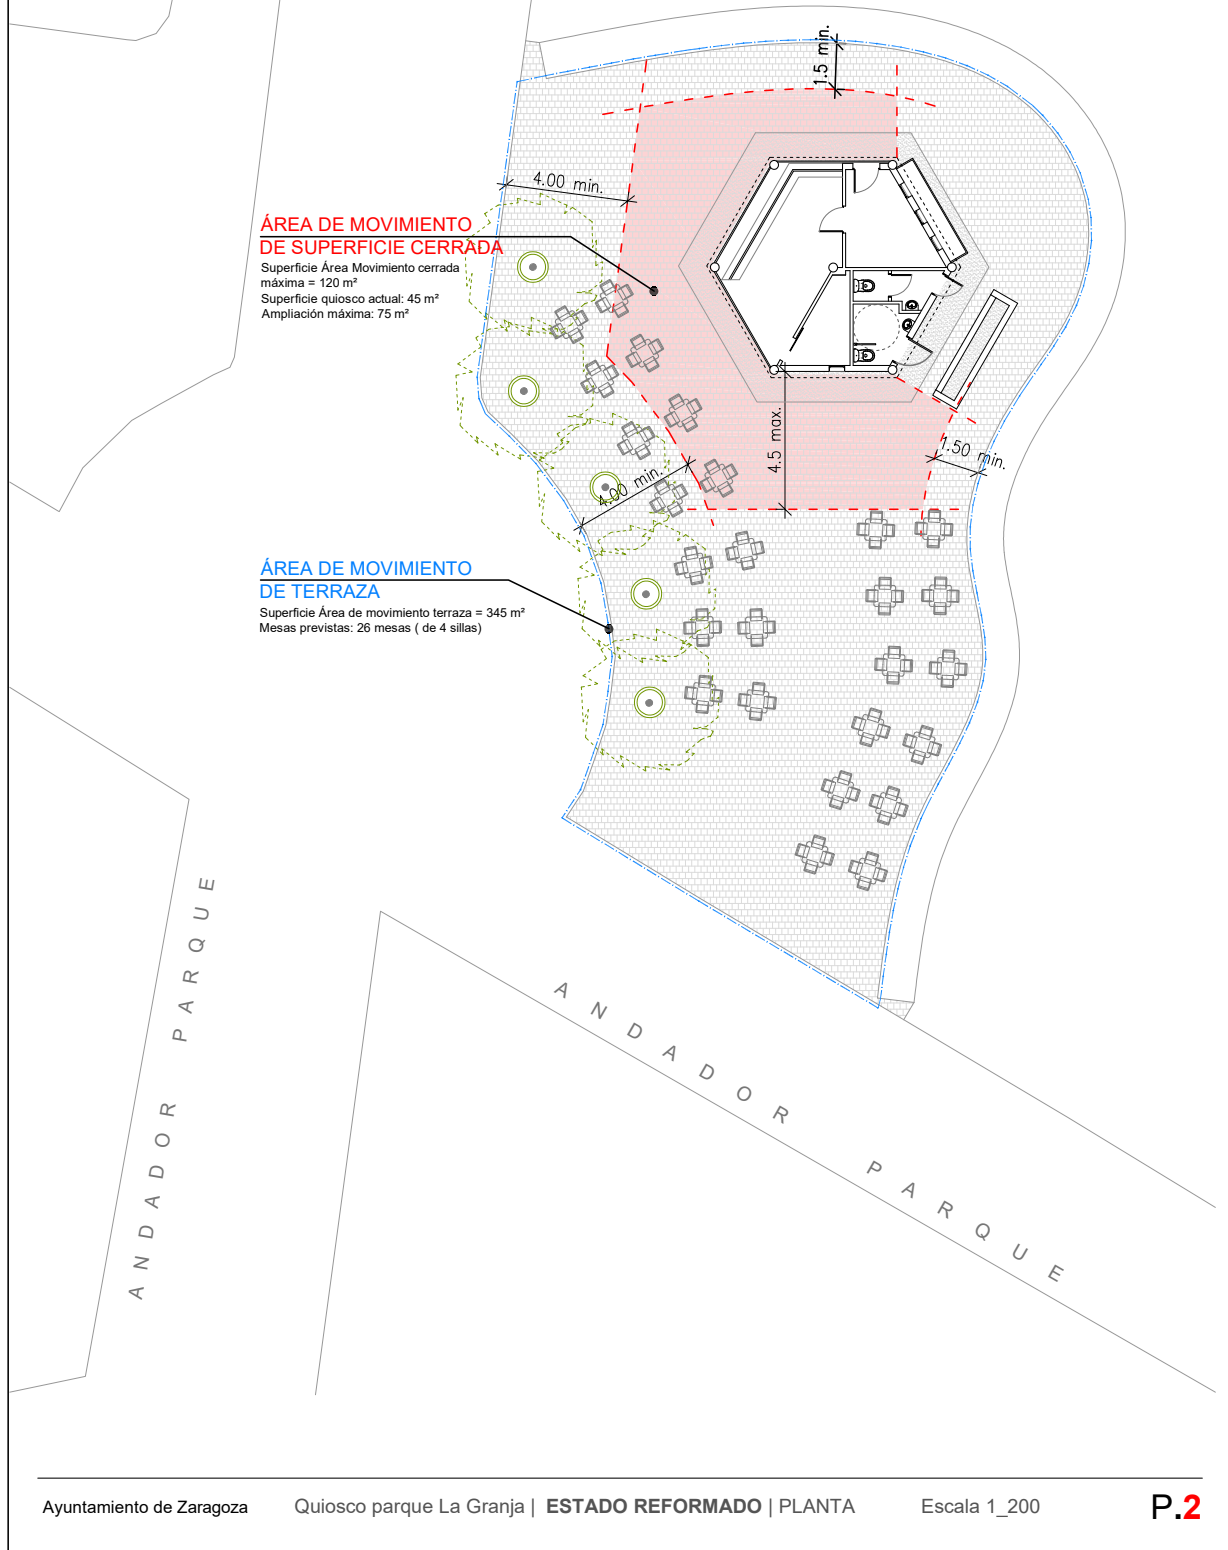 1.5 min.
4.00 min.
ÁREA DE MOVIMIENTO
DE SUPERFICIE CERRADA
Superficie Área Movimiento cerrada
máxima = 120 m²
Superficie quiosco actual: 45 m²
Ampliación máxima: 75 m²
4.5 max.
1.50 min.
4.00 min.
ÁREA DE MOVIMIENTO
DE TERRAZA
Superficie Área de movimiento terraza = 345 m²
Mesas previstas: 26 mesas ( de 4 sillas)
ANDADOR PARQUE
ANDADOR PARQUE
Ayuntamiento de Zaragoza Quiosco parque La Granja | ESTADO REFORMADO | PLANTA Escala 1_200 P.2